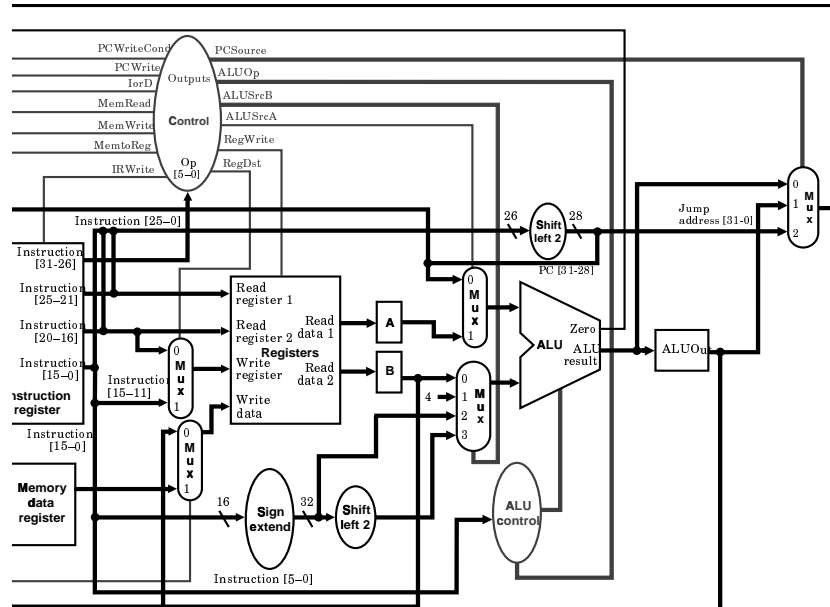 PCWriteCond
PCSource
PCWrite
Outputs
ALUOp
IorD
ALUSrcB
MemRead
ALUSrcA
Control
MemWrite
RegWrite
MemtoReg
Op
[5-0]
RegDst
IRWrite
0
1
2
M
u
x
Jump
address [31-0]
Instruction [25–0]
26
28
Shift
left 2
PC [31-28]
Instruction
[31-26]
Instruction
[25–21]
Instruction
[20–16]
Instruction
[15–0]
Instruction
[15–11]
nstruction
register
Instruction
[15–0]
Read
register 1
Read
register 2
Registers
Write
register
Write
data
Read
data 1
Read
data 2
A
B
0
M
u
x
1
0
M
u
x
1
0
M
u
x
1
4
0
1
2
3
M
u
x
Zero
ALU
ALU
result
ALUOut
Memory
data
register
16
Sign
extend
32
Shift
left 2
ALU
control
Instruction [5–0]